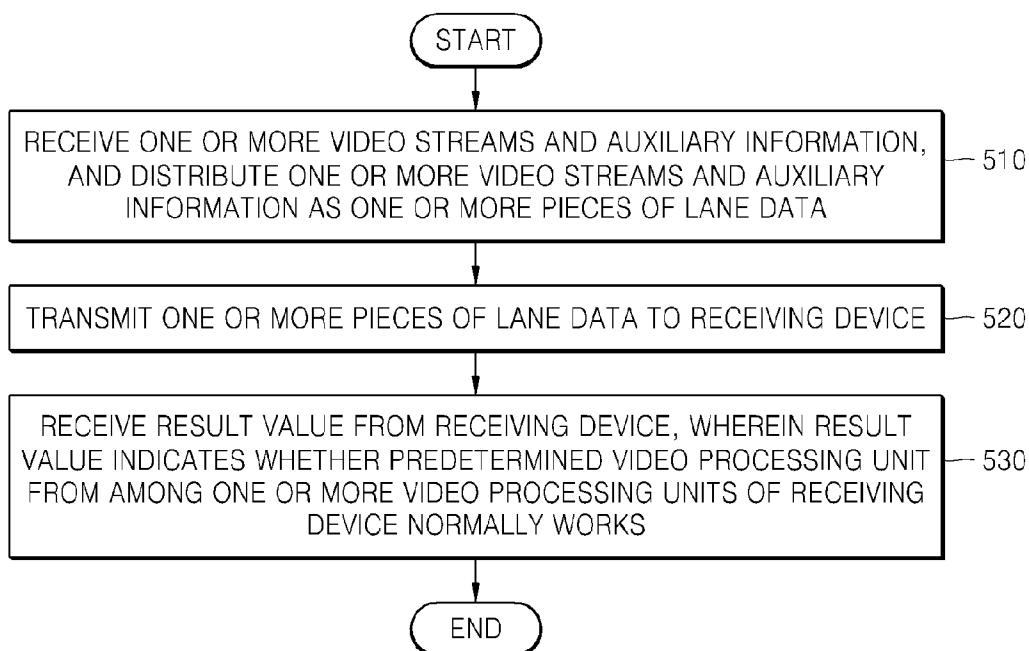 START
RECEIVE ONE OR MORE VIDEO STREAMS AND AUXILIARY INFORMATION,
AND DISTRIBUTE ONE OR MORE VIDEO STREAMS AND AUXILIARY
INFORMATION AS ONE OR MORE PIECES OF LANE DATA
510
TRANSMIT ONE OR MORE PIECES OF LANE DATA TO RECEIVING DEVICE
520
RECEIVE RESULT VALUE FROM RECEIVING DEVICE, WHEREIN RESULT
VALUE INDICATES WHETHER PREDETERMINED VIDEO PROCESSING UNIT
FROM AMONG ONE OR MORE VIDEO PROCESSING UNITS OF RECEIVING
DEVICE NORMALLY WORKS
530
END